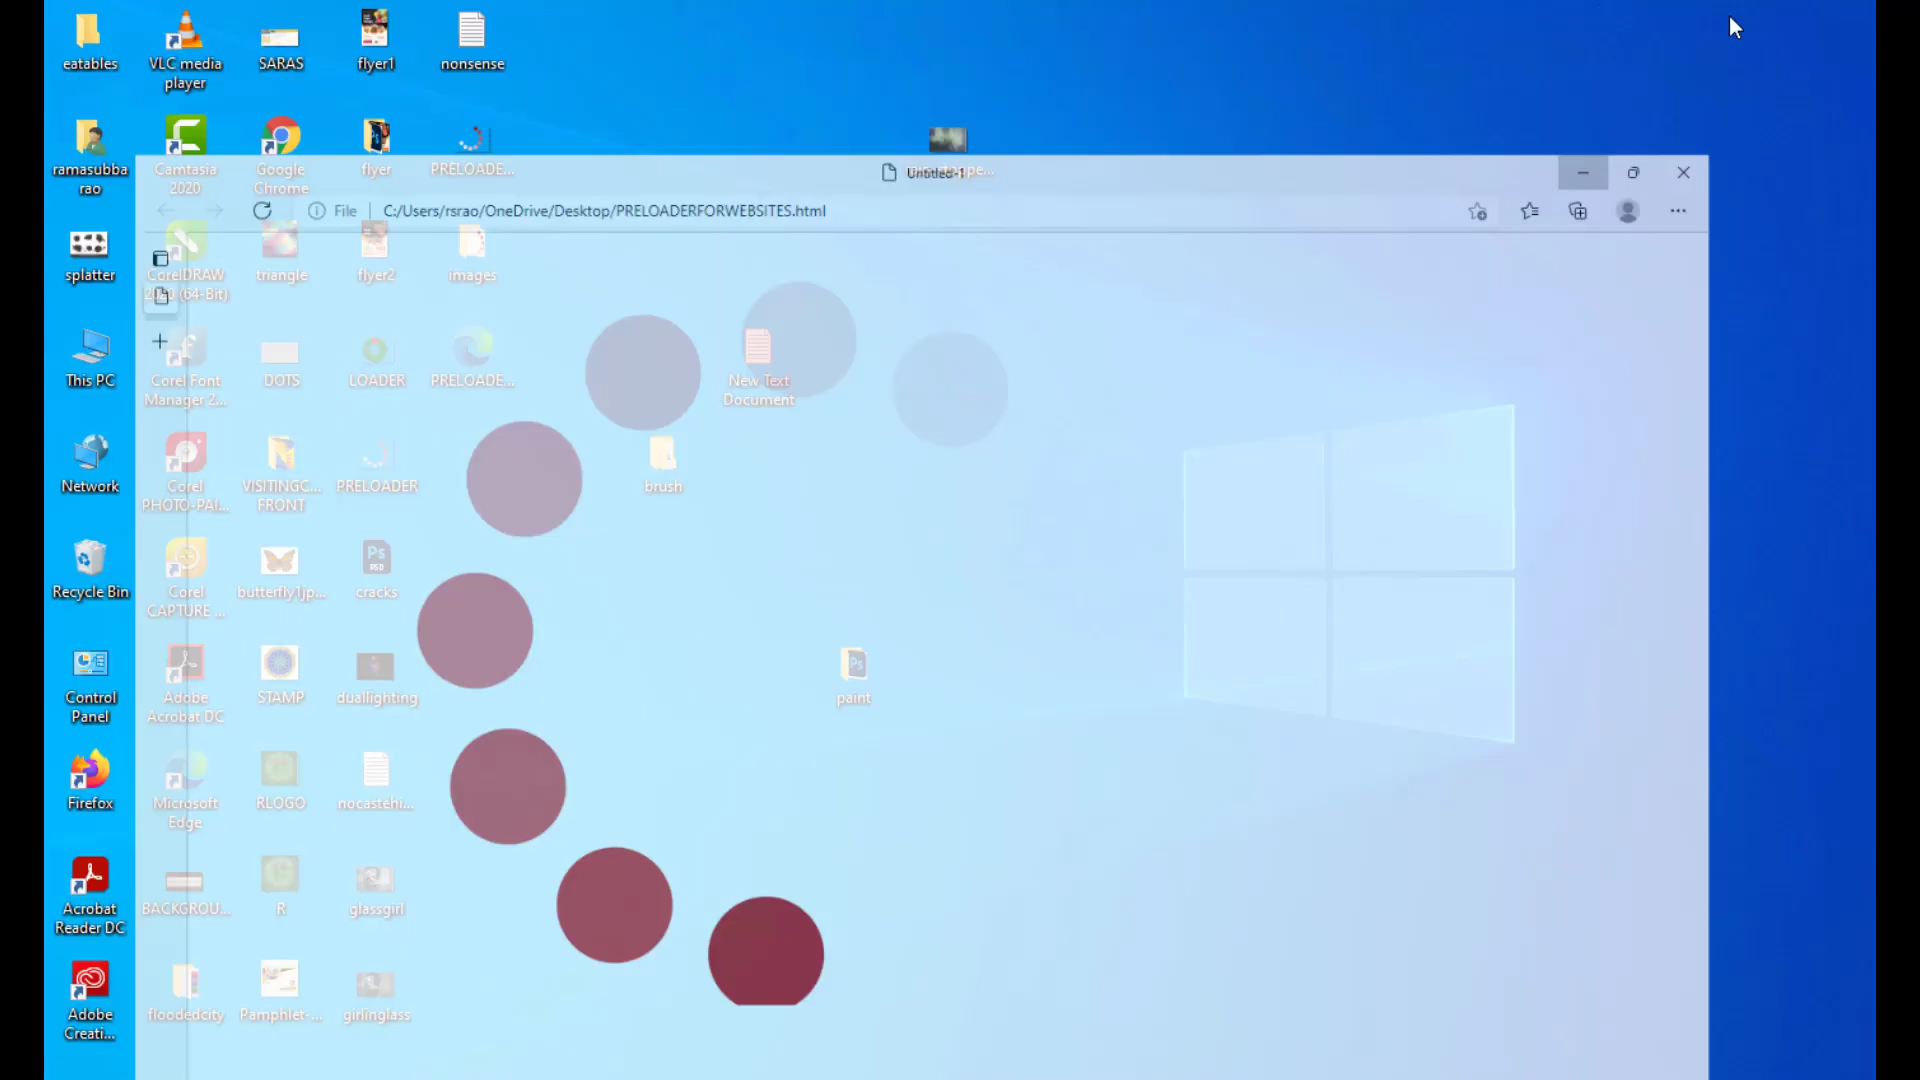 eatables
VLC media
player
SARAS
flyer1
nonsense
ramasubba
rao
Camtasia
2020
Google
Chrome
flyer
PRELOADE...
Untitled-1
File
C:/Users/rsrao/OneDrive/Desktop/PRELOADERFORWEBSITES.html
splatter
CorelDRAW
2020 (64-Bit)
triangle
flyer2
images
This PC
Corel Font
Manager 2...
DOTS
LOADER
PRELOADE...
New Text
Document
Network
Corel
PHOTO-PAI...
VISITINGC...
FRONT
PRELOADER
brush
Recycle Bin
Corel
CAPTURE ...
butterfly1jp...
Ps
PSD
cracks
Control
Panel
Adobe
Acrobat DC
STAMP
duallighting
Ps
paint
Firefox
Microsoft
Edge
RLOGO
nocastehi...
Acrobat
Reader DC
BACKGROU...
R
glassgirl
Adobe
Creati...
floodedcity
Pamphlet-...
girlinglass